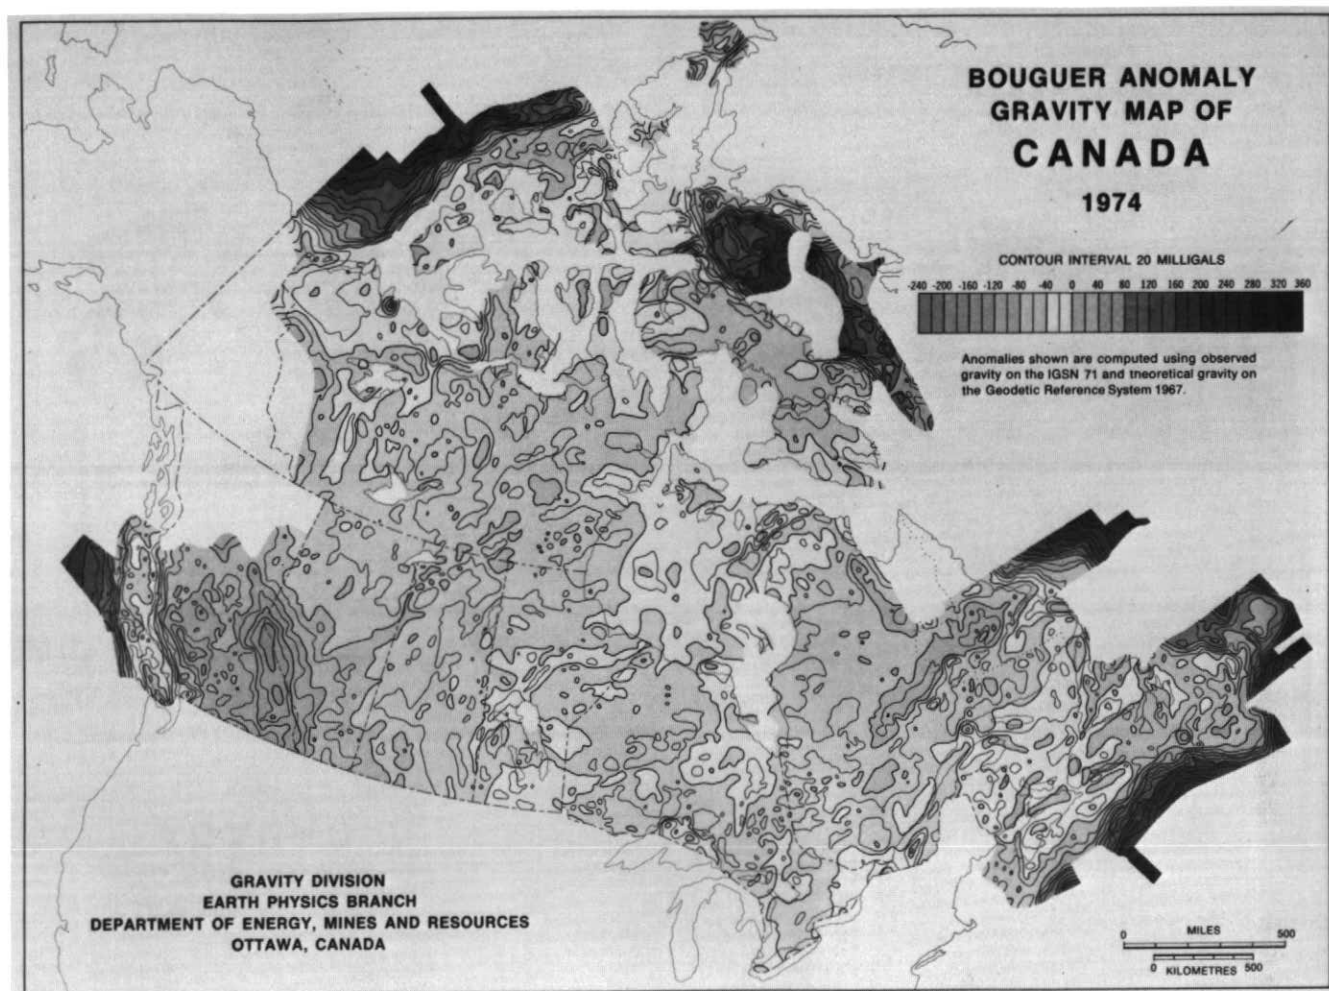 BOUGUER ANOMALY
GRAVITY MAP OF
CANADA
1974
CONTOUR INTERVAL 20 MILLIGALS
-240 -200 -160 -120 -80 -40 0 40 80 120 160 200 240 280 320 360
Anomalies shown are computed using observed
gravity on the IGSN 71 and tneoretical gravity on
the Geodetic Reference System 1967.
GRAVITY DIVISION
EARTH PHYSICS BRANCH
DEPARTMENT OF ENERGY, MINES AND RESOURCES
OTTAWA, CANADA
0 MILES 500
0 KILOMETRES 500